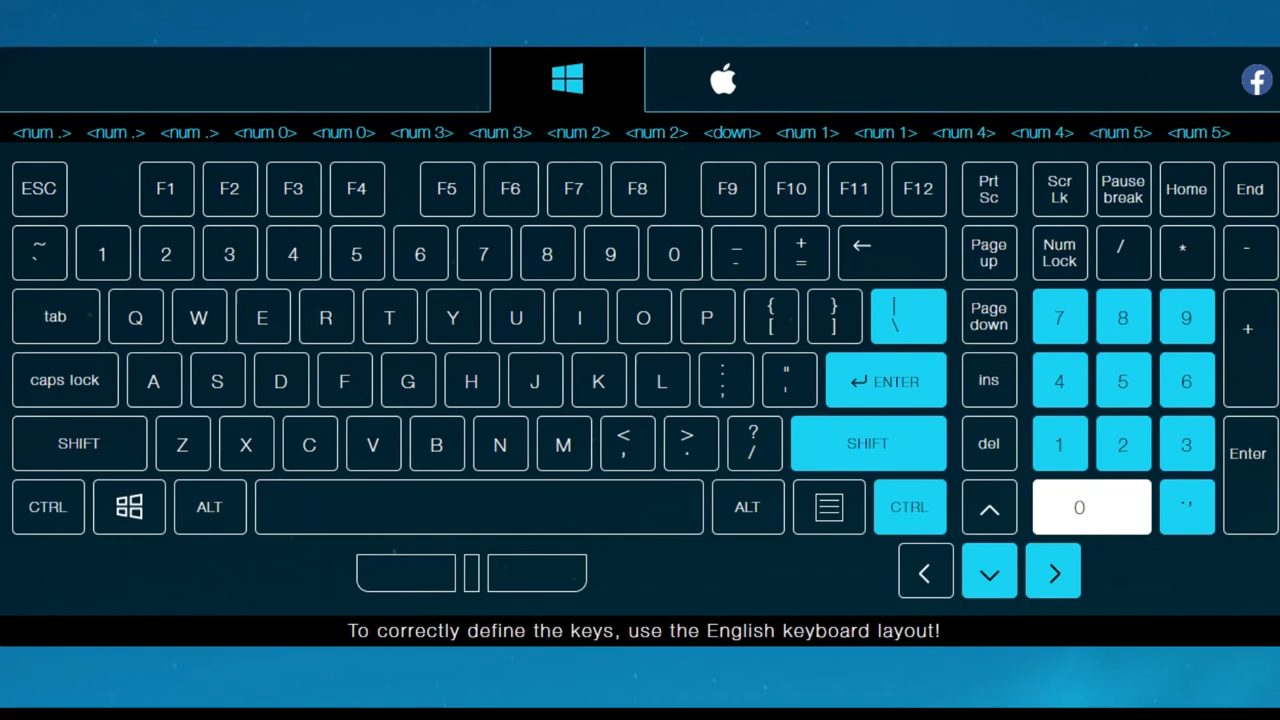 <num .> <num .> <num .> <num 0> <num 0> <num 3> <num 3> <num 2> <num 2> <down> <num 1> <num 1> <num 4> <num 4> <num 5> <num 5>
ESC F1 F2 F3 F4 F5 F6 F7 F8 F9 F10 F11 F12 Prt Sc Scr Lk Pause break Home End
~ ` 1 2 3 4 5 6 7 8 9 0 _ - + = ← Page up Num Lock / * -
tab Q W E R T Y U I O P { [ } ] | \ Page down 7 8 9 +
caps lock A S D F G H J K L : ; " ' ↵ ENTER ins 4 5 6
SHIFT Z X C V B N M < , > . ? / SHIFT del 1 2 3 Enter
CTRL ALT ALT CTRL 0 .,
To correctly define the keys, use the English keyboard layout!